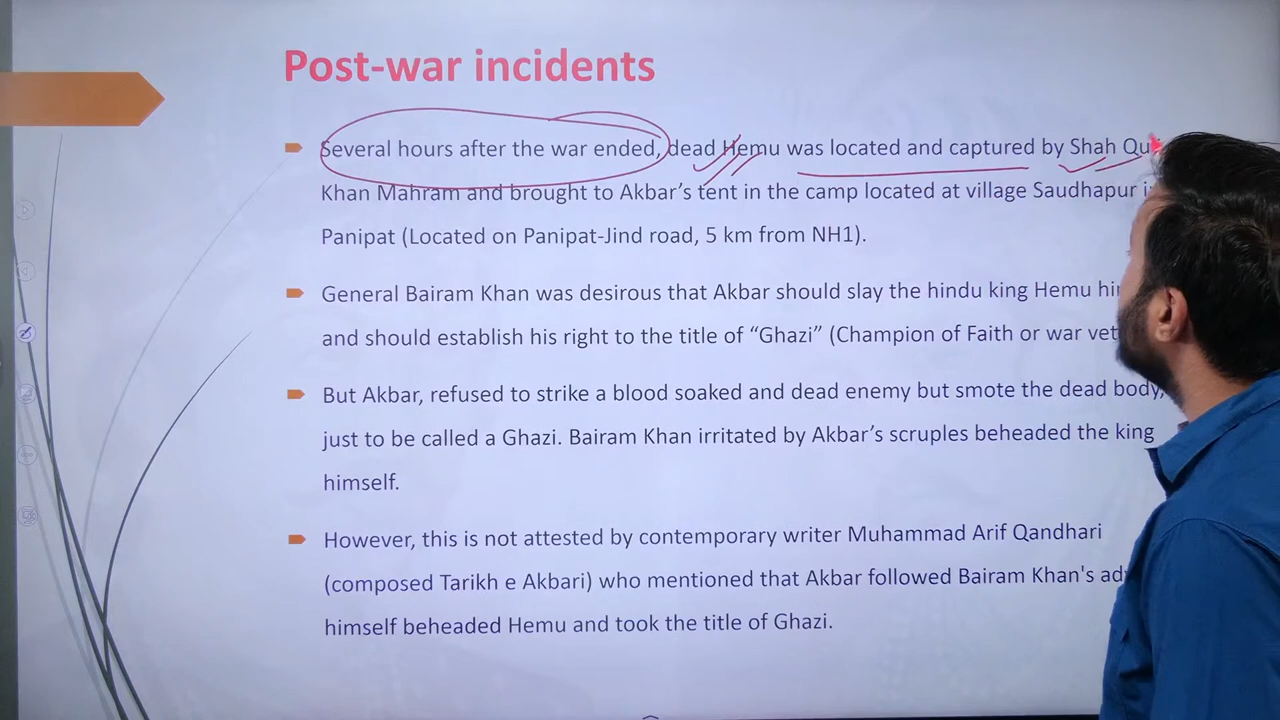 Post-war incidents
Several hours after the war ended, dead Hemu was located and captured by Shah
Khan Mahram and brought to Akbar’s tent in the camp located at village Saudhapur
Panipat (Located on Panipat-Jind road, 5 km from NH1).
General Bairam Khan was desirous that Akbar should slay the hindu king Hemu
and should establish his right to the title of “Ghazi” (Champion of Faith or war
But Akbar, refused to strike a blood soaked and dead enemy but smote the dead body,
just to be called a Ghazi. Bairam Khan irritated by Akbar’s scruples beheaded the king
himself.
However, this is not attested by contemporary writer Muhammad Arif Qandhari
(composed Tarikh e Akbari) who mentioned that Akbar followed Bairam Khan's
himself beheaded Hemu and took the title of Ghazi.